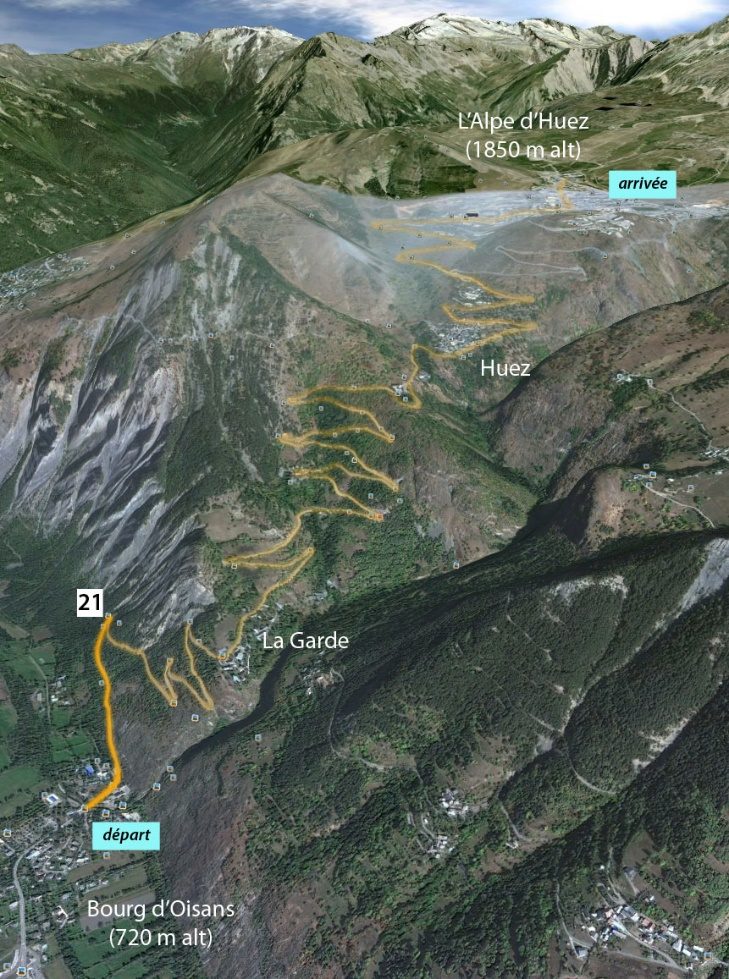 L'Alpe d'Huez
(1850 m alt)
arrivée
Huez
21
La Garde
départ
Bourg d'Oisans
(720 m alt)